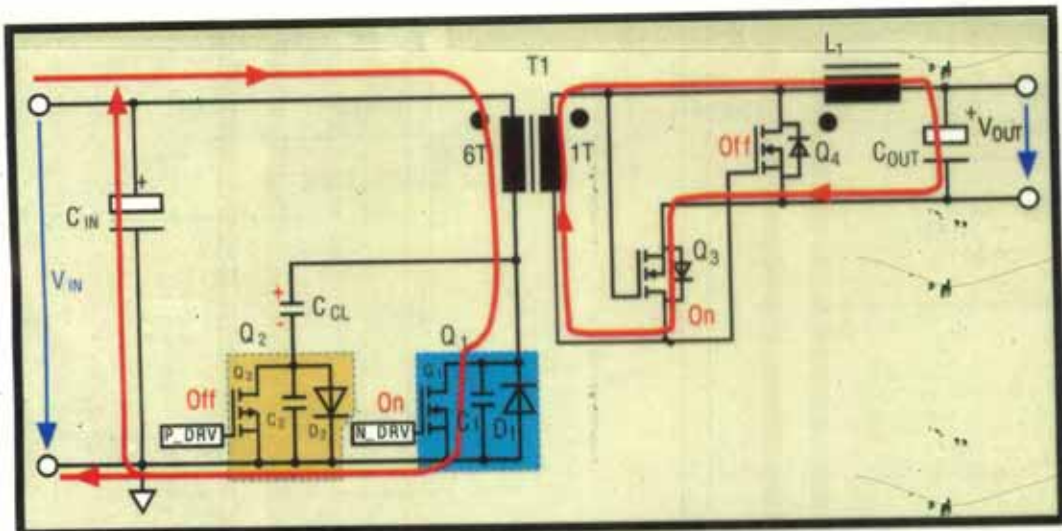 T1
L1
6T
1T
Off
Q4
COUT
+
VOUT
+
CIN
VIN
+
-
CCL
Q3
On
Q2
Q1
Off
Q2
C2
D2
P_DRV
On
Q1
C1
D1
N_DRV